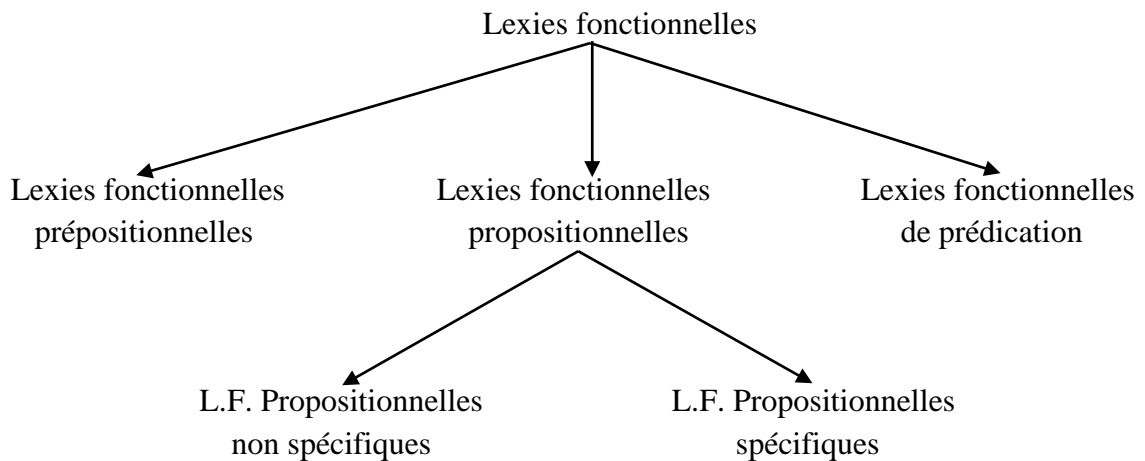 Lexies fonctionnelles
Lexies fonctionnelles
prépositionnelles
Lexies fonctionnelles
propositionnelles
Lexies fonctionnelles
de prédication
L.F. Propositionnelles
non spécifiques
L.F. Propositionnelles
spécifiques